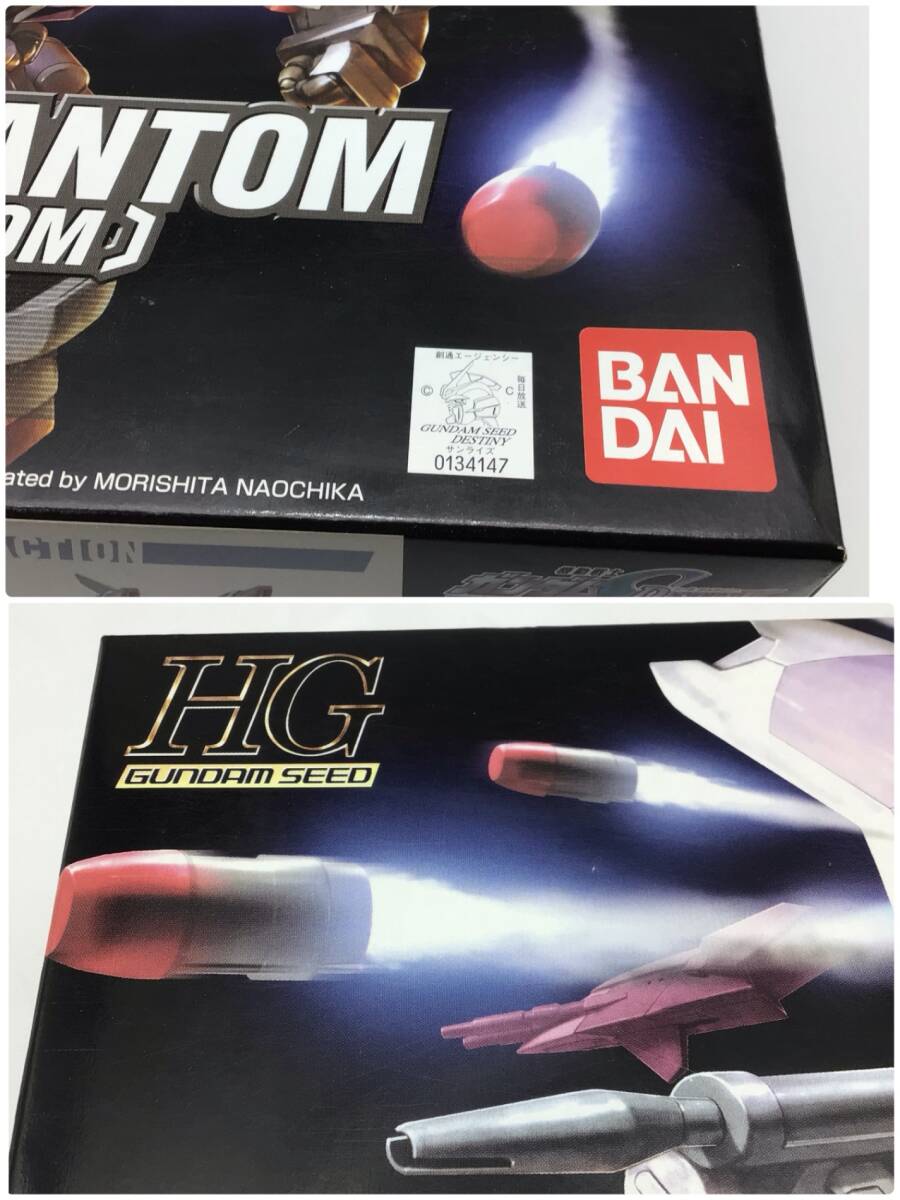 ANTOM
OM)
創通エージェンシー
毎日放送
© C
GUNDAM SEED
DESTINY
サンライズ
0134147
BAN
DAI
ated by MORISHITA NAOCHIKA
CTION
HG
GUNDAM SEED